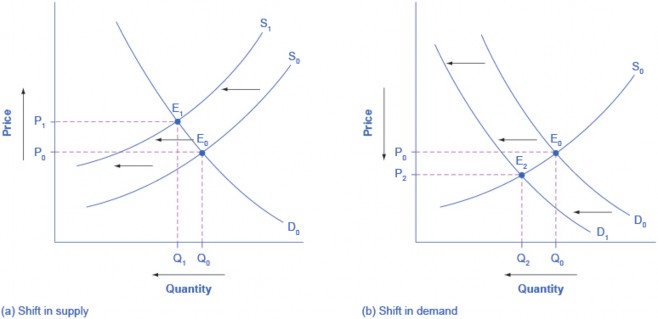 S1
S0
E1
E0
P1
P0
Price
D0
Q1 Q0
Quantity
(a) Shift in supply
S0
Price
P0
P2
E0
E2
D0
D1
Q2 Q0
Quantity
(b) Shift in demand